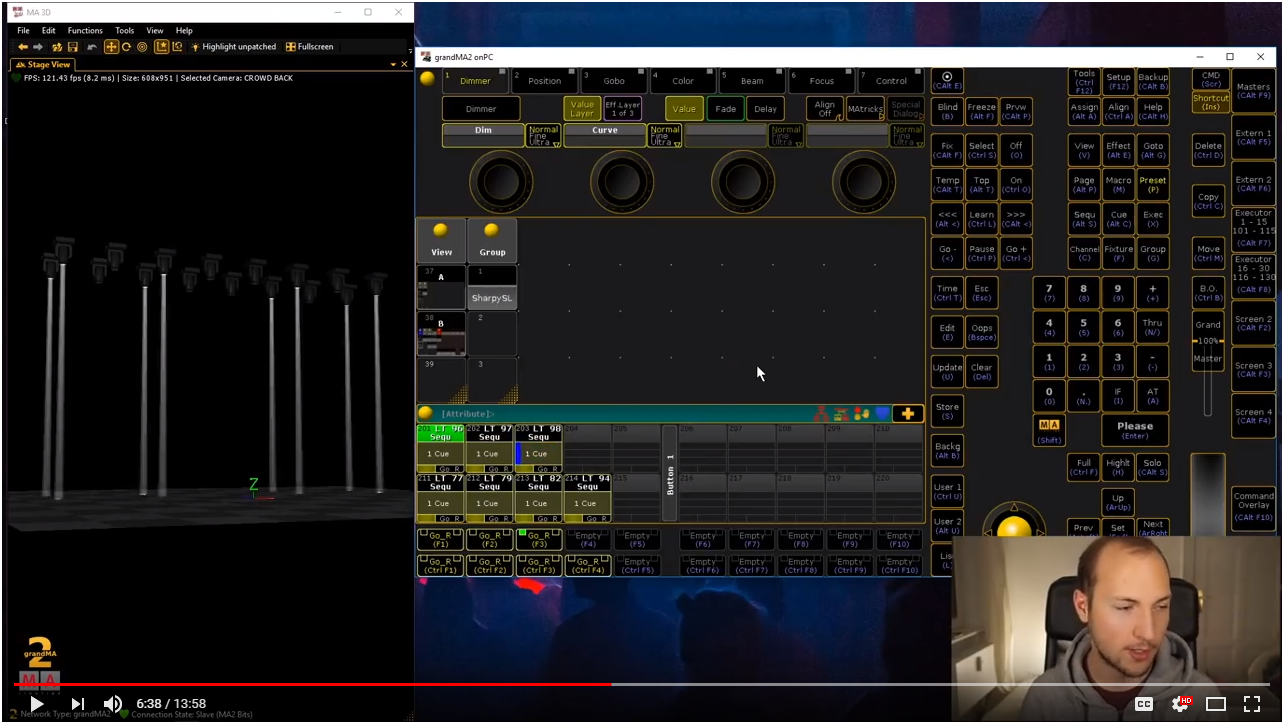 MA 3D
File Edit Functions Tools View Help
Highlight unpatched Fullscreen
Stage View
FPS: 121.43 fps (8.2 ms) | Size: 608x951 | Selected Camera: CROWD BACK
Z
2
grandMA
MA
Network Type: grandMA2 Connection State: Slave (MA2.Bits)
grandMA2 onPC
1 Dimmer 2 Position 3 Gobo 4 Color 5 Beam 6 Focus 7 Control
Dimmer Value Layer Eff.Layer 1 of 3 Value Fade Delay Align Off MAtricks Special Dialog
Dim Normal Fine Ultra Curve Normal Fine Ultra Normal Fine Ultra Normal Fine Ultra
View Group
37 A 1 SharpySL
38 B 2
39 3
[Attribute]>
201 LT 96 202 LT 97 203 LT 98 204 205 206 207 208 209 210
Sequ Sequ Sequ
1 Cue 1 Cue 1 Cue
Go R Go R Go R
211 LT 77 212 LT 79 213 LT 82 214 LT 94 215 216 217 218 219 220
Sequ Sequ Sequ Sequ
1 Cue 1 Cue 1 Cue 1 Cue
Go R Go R Go R Go R
Button 1
Go_R Go_R Go_R Empty Empty Empty Empty Empty Empty Empty
(F1) (F2) (F3) (F4) (F5) (F6) (F7) (F8) (F9) (F10)
Go_R Go_R Go_R Go_R Empty Empty Empty Empty Empty Empty
(Ctrl F1) (Ctrl F2) (Ctrl F3) (Ctrl F4) (Ctrl F5) (Ctrl F6) (Ctrl F7) (Ctrl F8) (Ctrl F9) (Ctrl F10)
(CAlt E)
Tools (Ctrl F12) Setup (F12) Backup (CAlt B)
CMD (Scr)
Shortcut (Ins)
Masters (CAlt F9)
Blind (B) Freeze (Alt F) Prvw (CAlt P)
Assign (Alt A) Align (Ctrl A) Help (CAlt H)
Extern 1 (CAlt F5)
Fix (CAlt F) Select (Ctrl S) Off (O)
View (V) Effect (Alt E) Goto (Alt G)
Delete (Ctrl D)
Temp (CAlt T) Top (Alt T) On (Ctrl O)
Page (Alt P) Macro (M) Preset (P)
Copy (Ctrl C)
Extern 2 (CAlt F6)
<<< (Alt <) Learn (Ctrl L) >>> (CAlt <)
Sequ (S) Cue (Alt C) Exec (X)
Executor 1 - 15 101 - 115 (CAlt F7)
Go - (<) Pause (Ctrl P) Go + (Ctrl <)
Channel (C) Fixture (F) Group (G)
Move (Ctrl M)
Executor 16 - 30 116 - 130 (CAlt F8)
Time (Ctrl T) Esc (Esc)
7 (7) 8 (8) 9 (9) + (+)
B.O. (Ctrl B)
Edit (E) Oops (Bspce)
4 (4) 5 (5) 6 (6) Thru (N/)
Grand 100% Master
Screen 2 (CAlt F2)
Update (U) Clear (Del)
1 (1) 2 (2) 3 (3) - (-)
Screen 3 (CAlt F3)
Store (S)
0 (0) . (N.) IF (I) AT (A)
Screen 4 (CAlt F4)
MA (Shift) Please (Enter)
Backg (Alt B)
Full (Ctrl F) Highlt (H) Solo (CAlt S)
User 1 (Ctrl U)
Up (ArUp)
Command Overlay (CAlt F10)
User 2 (Alt U)
Prev Set Next (ArRght
6:38 / 13:58
CC HD